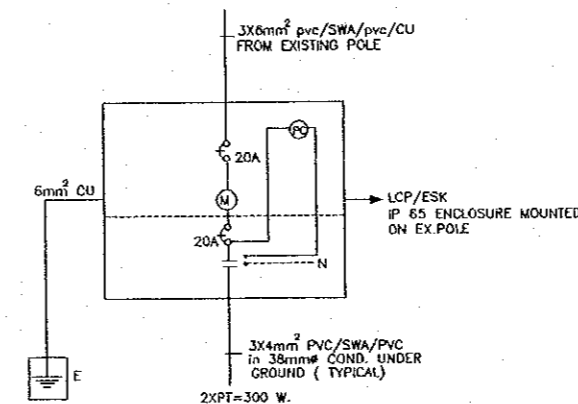 3X6mm² pvc/SWA/pvc/CU
FROM EXISTING POLE
PC
20A
6mm² CU
M
LCP/ESK
IP 65 ENCLOSURE MOUNTED
ON EX.POLE
20A
N
3X4mm² PVC/SWA/PVC
in 38mmø COND. UNDER
GROUND ( TYPICAL)
E
2XPT=300 W.